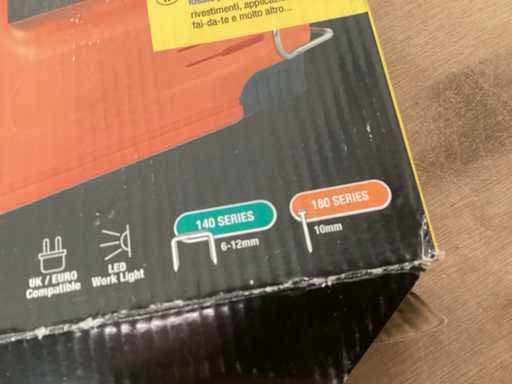 rivestimenti,
fai-da-te e molto altro...
140 SERIES
6-12mm
180 SERIES
10mm
UK / EURO
Compatible
LED
Work Light